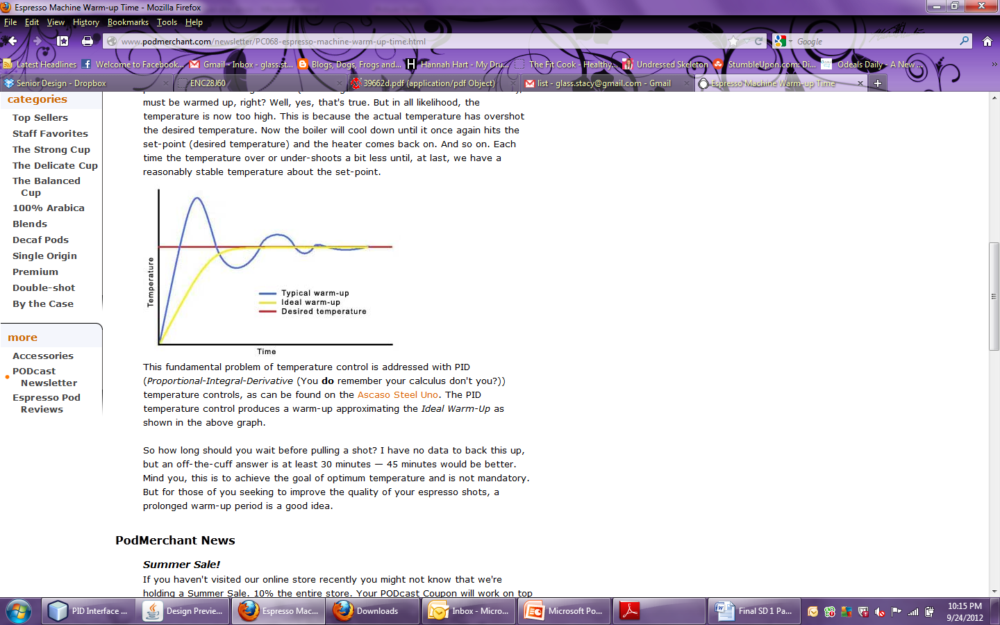 Espresso Machine Warm-up Time - Mozilla Firefox
File Edit View History Bookmarks Tools Help
www.podmerchant.com/newsletter/PC068-espresso-machine-warm-up-time.html
Google
Latest Headlines
Welcome to Facebook...
Gmail - Inbox - glass.st...
Blogs, Dogs, Frogs and...
Hannah Hart - My Dru...
The Fit Cook - Healthy...
Undressed Skeleton
StumbleUpon.com: Di...
Odeals Daily - A New ...
Senior Design - Dropbox
ENC28J60
39662d.pdf (application/pdf Object)
list - glass.stacy@gmail.com - Gmail
Espresso Machine Warm-up Time
categories
Top Sellers
Staff Favorites
The Strong Cup
The Delicate Cup
The Balanced
Cup
100% Arabica
Blends
Decaf Pods
Single Origin
Premium
Double-shot
By the Case
more
Accessories
PODcast
Newsletter
Espresso Pod
Reviews
must be warmed up, right? Well, yes, that's true. But in all likelihood, the
temperature is now too high. This is because the actual temperature has overshot
the desired temperature. Now the boiler will cool down until it once again hits the
set-point (desired temperature) and the heater comes back on. And so on. Each
time the temperature over or under-shoots a bit less until, at last, we have a
reasonably stable temperature about the set-point.
Temperature
Typical warm-up
Ideal warm-up
Desired temperature
Time
This fundamental problem of temperature control is addressed with PID
(Proportional-Integral-Derivative (You do remember your calculus don't you?))
temperature controls, as can be found on the Ascaso Steel Uno. The PID
temperature control produces a warm-up approximating the Ideal Warm-Up as
shown in the above graph.
So how long should you wait before pulling a shot? I have no data to back this up,
but an off-the-cuff answer is at least 30 minutes — 45 minutes would be better.
Mind you, this is to achieve the goal of optimum temperature and is not mandatory.
But for those of you seeking to improve the quality of your espresso shots, a
prolonged warm-up period is a good idea.
PodMerchant News
Summer Sale!
If you haven't visited our online store recently you might not know that we're
holding a Summer Sale. 10% the entire store. Your PODcast Coupon will work on top
PID Interface ...
Design Previe...
Espresso Mac...
Downloads
Inbox - Micro...
Microsoft Po...
Final SD 1 Pa...
10:15 PM
9/24/2012